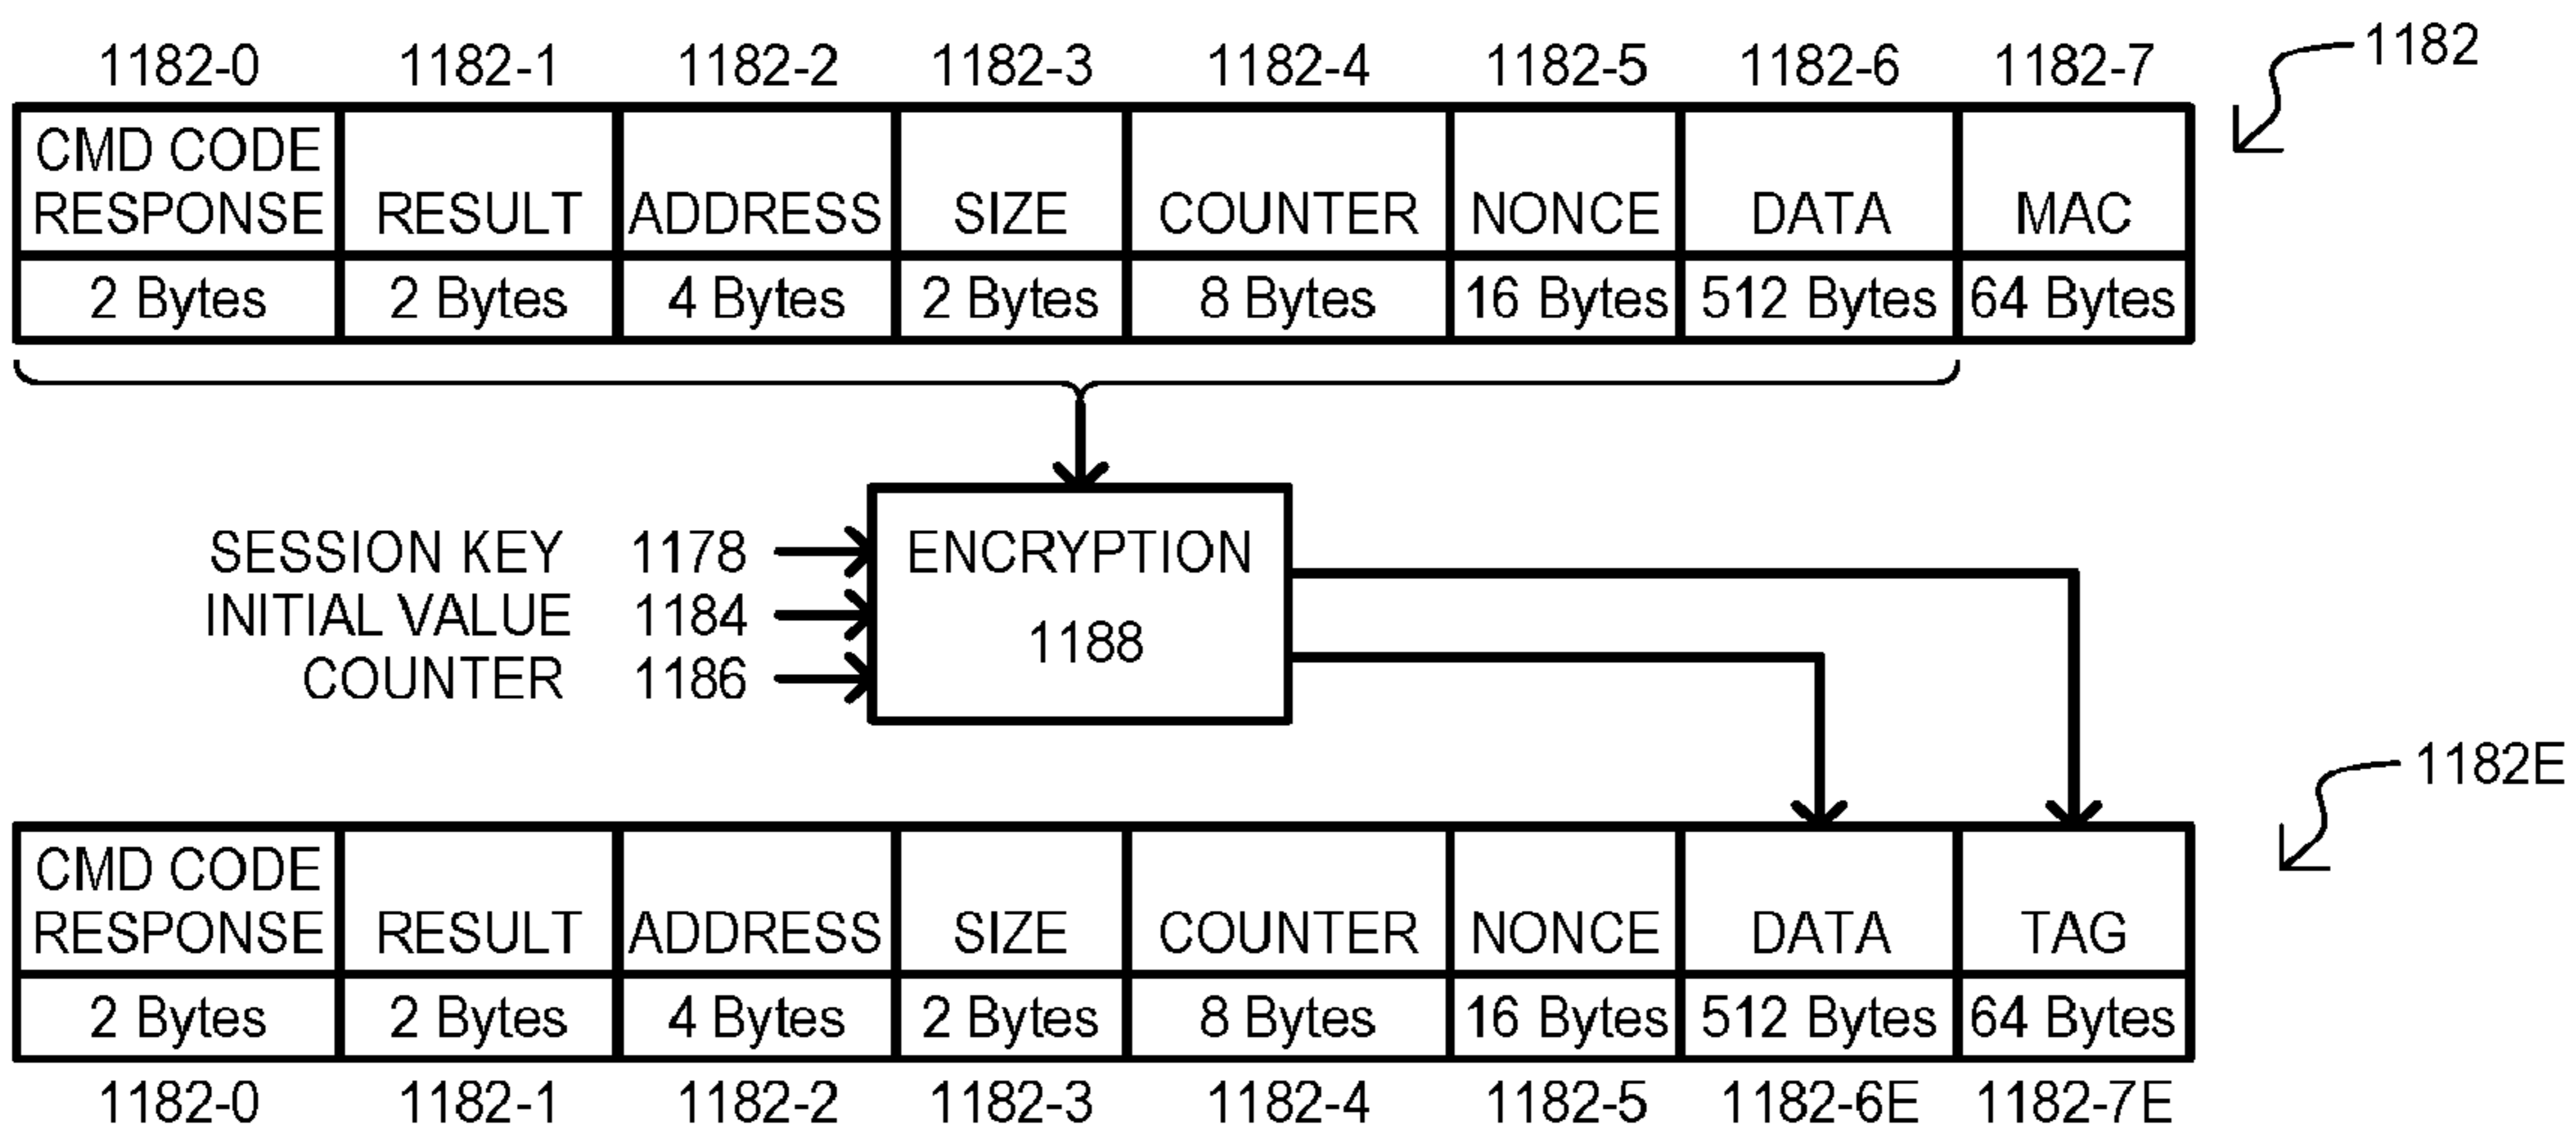 1182-0 1182-1 1182-2 1182-3 1182-4 1182-5 1182-6 1182-7 1182
CMD CODE
RESPONSE RESULT ADDRESS SIZE COUNTER NONCE DATA MAC
2 Bytes 2 Bytes 4 Bytes 2 Bytes 8 Bytes 16 Bytes 512 Bytes 64 Bytes
SESSION KEY 1178
INITIAL VALUE 1184
COUNTER 1186
ENCRYPTION
1188
1182E
CMD CODE
RESPONSE RESULT ADDRESS SIZE COUNTER NONCE DATA TAG
2 Bytes 2 Bytes 4 Bytes 2 Bytes 8 Bytes 16 Bytes 512 Bytes 64 Bytes
1182-0 1182-1 1182-2 1182-3 1182-4 1182-5 1182-6E 1182-7E